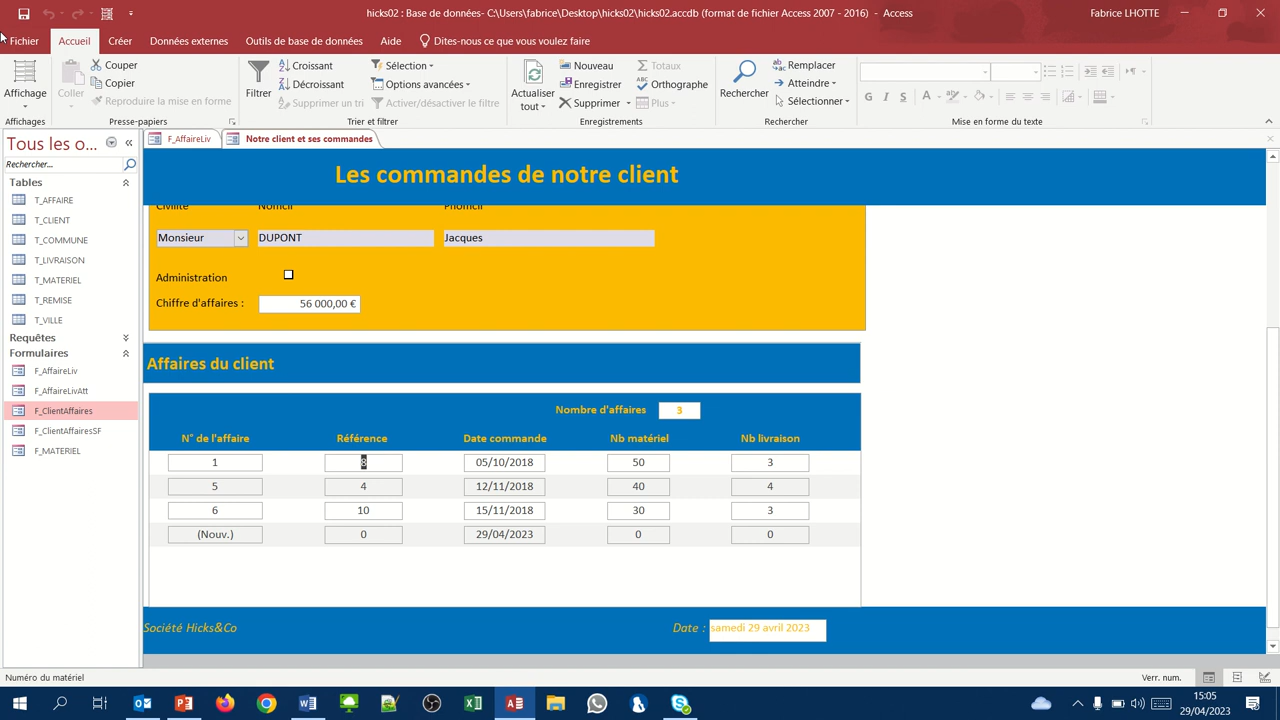 hicks02 : Base de données- C:\Users\fabrice\Desktop\hicks02\hicks02.accdb (format de fichier Access 2007 - 2016) - Access
Fabrice LHOTTE
Fichier
Accueil
Créer
Données externes
Outils de base de données
Aide
Dites-nous ce que vous voulez faire
Affichage
Coller
Couper
Copier
Reproduire la mise en forme
Filtrer
Croissant
Décroissant
Supprimer un tri
Sélection
Options avancées
Activer/désactiver le filtre
Actualiser
tout
Nouveau
Enregistrer
Supprimer
Totaux
Orthographe
Plus
Rechercher
Remplacer
Atteindre
Sélectionner
G I S A
Affichages
Presse-papiers
Trier et filtrer
Enregistrements
Rechercher
Mise en forme du texte
Tous les o...
F_AffaireLiv
Notre client et ses commandes
Rechercher...
Tables
T_AFFAIRE
T_CLIENT
T_COMMUNE
T_LIVRAISON
T_MATERIEL
T_REMISE
T_VILLE
Requêtes
Formulaires
F_AffaireLiv
F_AffaireLivAtt
F_ClientAffaires
F_ClientAffairesSF
F_MATERIEL
Les commandes de notre client
Civilité Nomcli Pnomcli
Monsieur DUPONT Jacques
Administration
Chiffre d'affaires : 56 000,00 €
Affaires du client
Nombre d'affaires 3
N° de l'affaire Référence Date commande Nb matériel Nb livraison
1 8 05/10/2018 50 3
5 4 12/11/2018 40 4
6 10 15/11/2018 30 3
(Nouv.) 0 29/04/2023 0 0
Société Hicks&Co
Date : samedi 29 avril 2023
Numéro du matériel
Verr. num.
15:05
29/04/2023